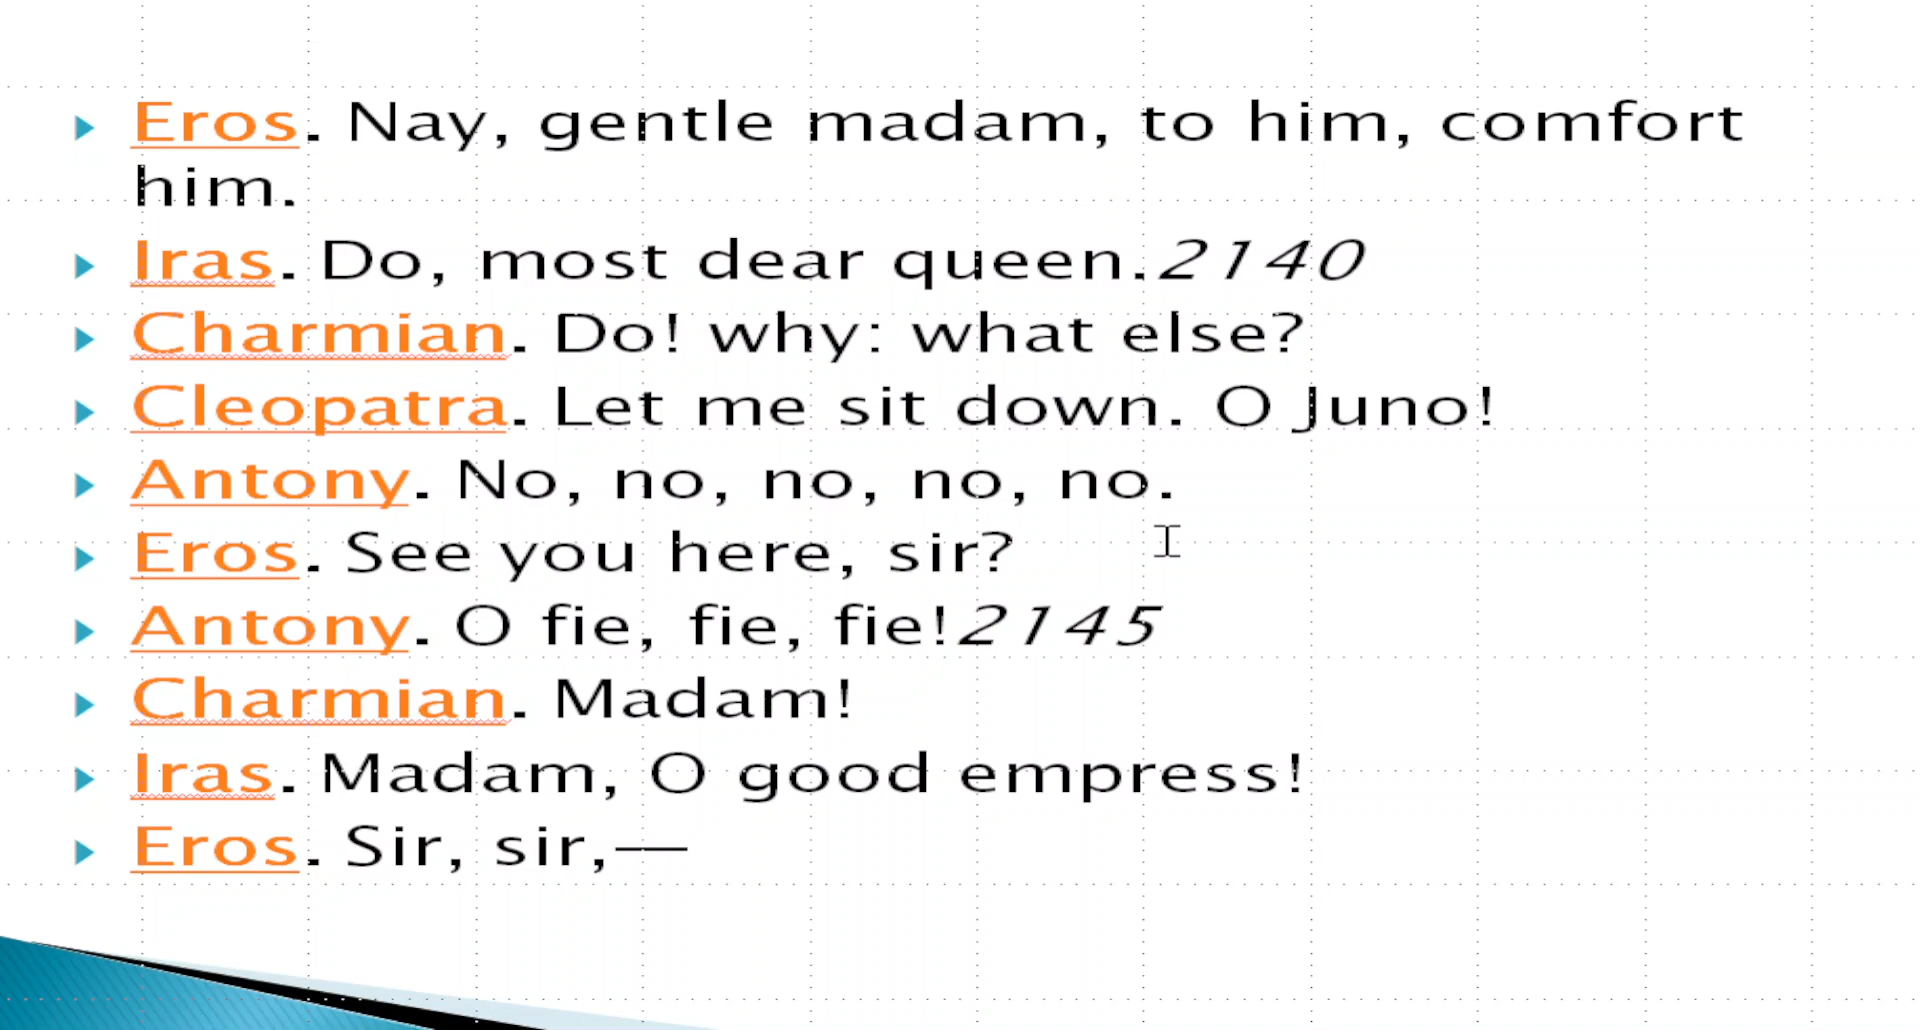 Eros. Nay, gentle madam, to him, comfort
him.
Iras. Do, most dear queen.2140
Charmian. Do! why: what else?
Cleopatra. Let me sit down. O Juno!
Antony. No, no, no, no, no.
Eros. See you here, sir?
Antony. O fie, fie, fie!2145
Charmian. Madam!
Iras. Madam, O good empress!
Eros. Sir, sir,—